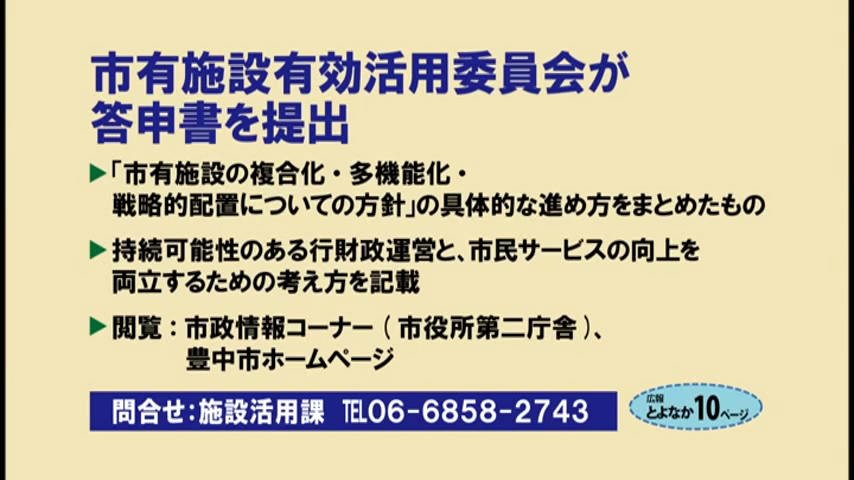 市有施設有効活用委員会が
答申書を提出
▶「市有施設の複合化・多機能化・
戦略的配置についての方針」の具体的な進め方をまとめたもの
▶持続可能性のある行財政運営と、市民サービスの向上を
両立するための考え方を記載
▶閲覧：市政情報コーナー(市役所第二庁舎)、
豊中市ホームページ
問合せ：施設活用課 ℡06-6858-2743
広報
とよなか10ページ